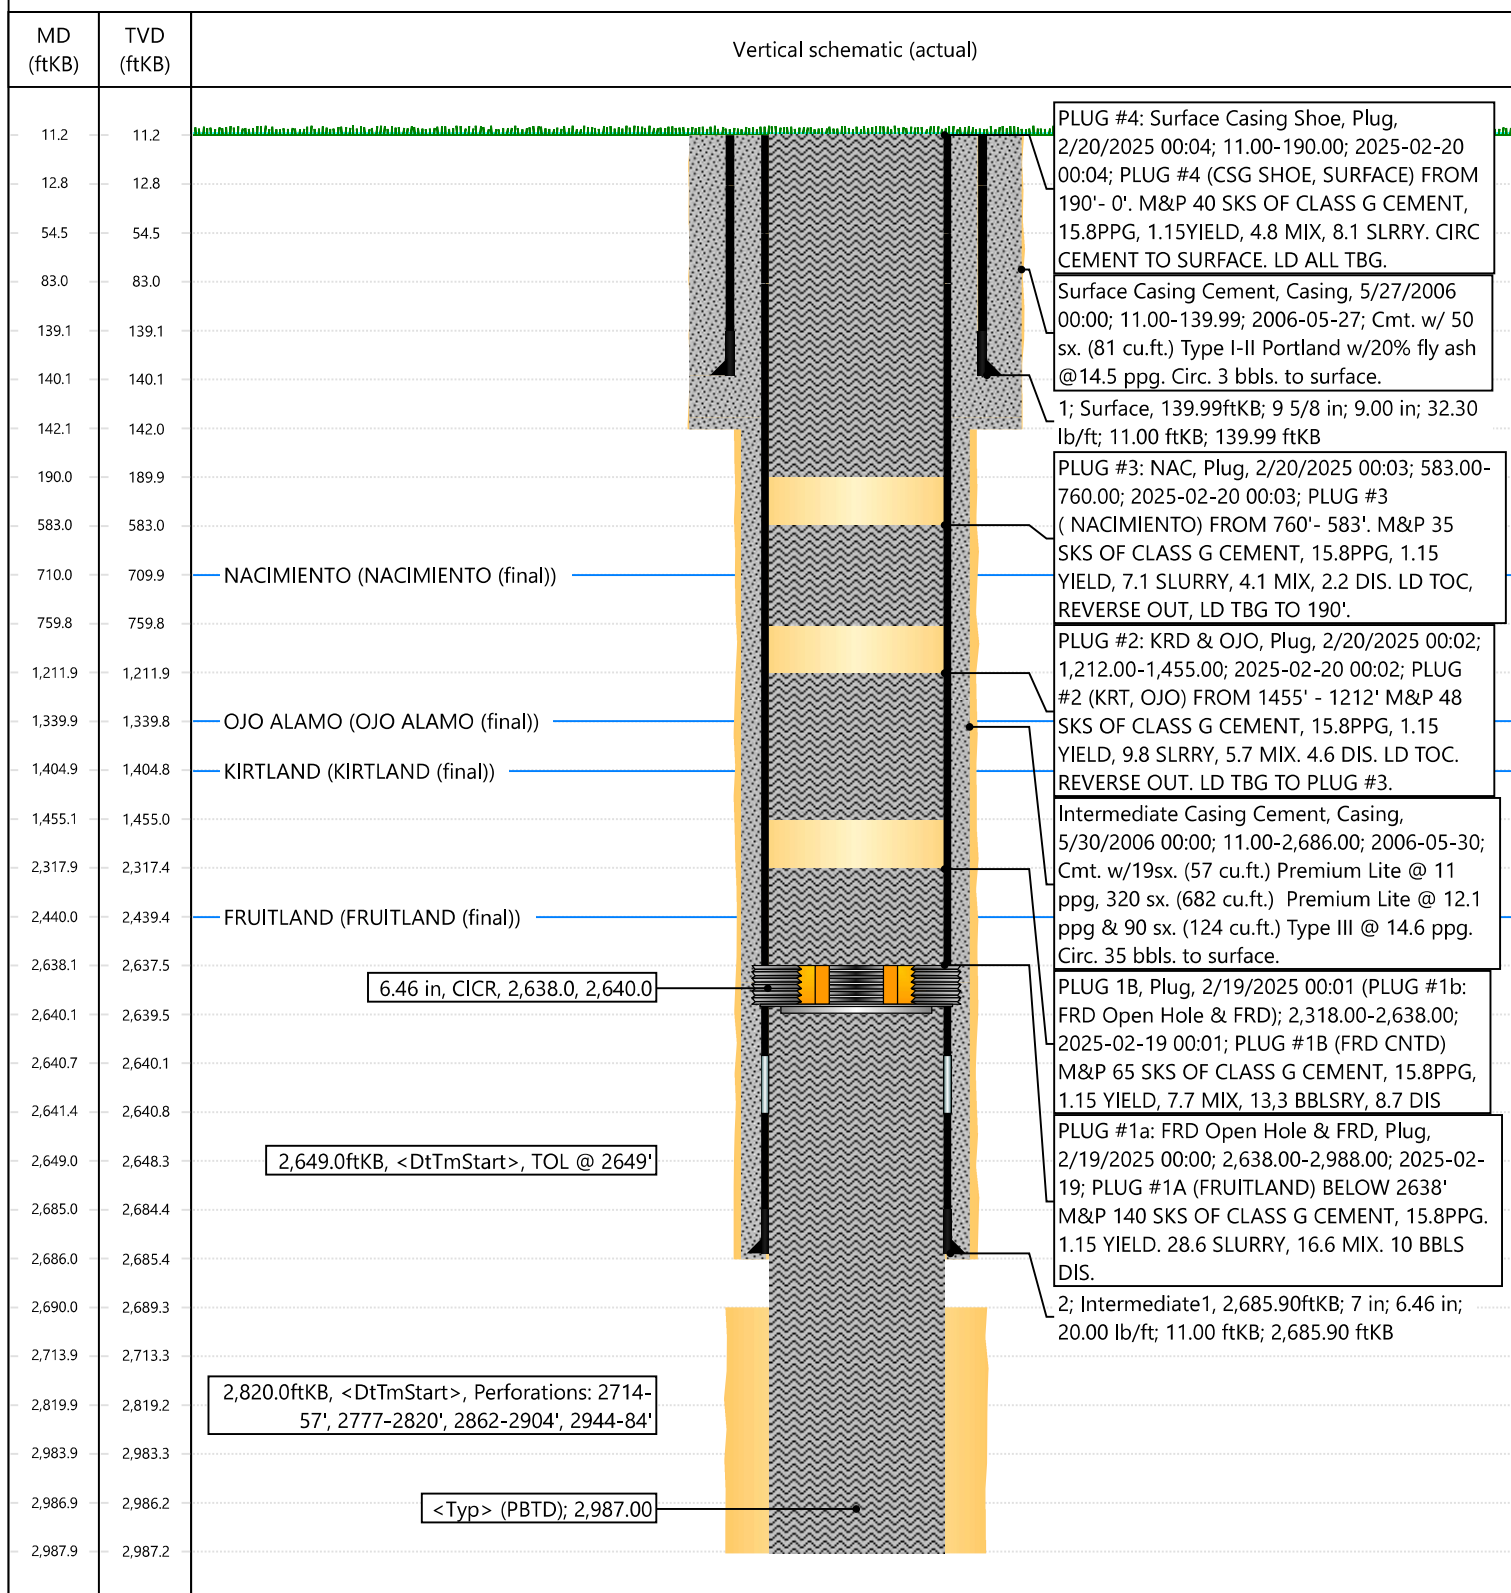 MD
(ftKB)
TVD
(ftKB)
Vertical schematic (actual)
11.2 11.2
12.8 12.8
54.5 54.5
83.0 83.0
139.1 139.1
140.1 140.1
142.1 142.0
190.0 189.9
583.0 583.0
710.0 709.9
759.8 759.8
1,211.9 1,211.9
1,339.9 1,339.8
1,404.9 1,404.8
1,455.1 1,455.0
2,317.9 2,317.4
2,440.0 2,439.4
2,638.1 2,637.5
2,640.1 2,639.5
2,640.7 2,640.1
2,641.4 2,640.8
2,649.0 2,648.3
2,685.0 2,684.4
2,686.0 2,685.4
2,690.0 2,689.3
2,713.9 2,713.3
2,819.9 2,819.2
2,983.9 2,983.3
2,986.9 2,986.2
2,987.9 2,987.2
NACIMIENTO (NACIMIENTO (final))
OJO ALAMO (OJO ALAMO (final))
KIRTLAND (KIRTLAND (final))
FRUITLAND (FRUITLAND (final))
6.46 in, CICR, 2,638.0, 2,640.0
2,649.0ftKB, <DtTmStart>, TOL @ 2649'
2,820.0ftKB, <DtTmStart>, Perforations: 2714-
57', 2777-2820', 2862-2904', 2944-84'
<Typ> (PBTD); 2,987.00
PLUG #4: Surface Casing Shoe, Plug,
2/20/2025 00:04; 11.00-190.00; 2025-02-20
00:04; PLUG #4 (CSG SHOE, SURFACE) FROM
190'- 0'. M&P 40 SKS OF CLASS G CEMENT,
15.8PPG, 1.15YIELD, 4.8 MIX, 8.1 SLRRY. CIRC
CEMENT TO SURFACE. LD ALL TBG.
Surface Casing Cement, Casing, 5/27/2006
00:00; 11.00-139.99; 2006-05-27; Cmt. w/ 50
sx. (81 cu.ft.) Type I-II Portland w/20% fly ash
@14.5 ppg. Circ. 3 bbls. to surface.
1; Surface, 139.99ftKB; 9 5/8 in; 9.00 in; 32.30
lb/ft; 11.00 ftKB; 139.99 ftKB
PLUG #3: NAC, Plug, 2/20/2025 00:03; 583.00-
760.00; 2025-02-20 00:03; PLUG #3
( NACIMIENTO) FROM 760'- 583'. M&P 35
SKS OF CLASS G CEMENT, 15.8PPG, 1.15
YIELD, 7.1 SLURRY, 4.1 MIX, 2.2 DIS. LD TOC,
REVERSE OUT, LD TBG TO 190'.
PLUG #2: KRD & OJO, Plug, 2/20/2025 00:02;
1,212.00-1,455.00; 2025-02-20 00:02; PLUG
#2 (KRT, OJO) FROM 1455' - 1212' M&P 48
SKS OF CLASS G CEMENT, 15.8PPG, 1.15
YIELD, 9.8 SLRRY, 5.7 MIX. 4.6 DIS. LD TOC.
REVERSE OUT. LD TBG TO PLUG #3.
Intermediate Casing Cement, Casing,
5/30/2006 00:00; 11.00-2,686.00; 2006-05-30;
Cmt. w/19sx. (57 cu.ft.) Premium Lite @ 11
ppg, 320 sx. (682 cu.ft.)  Premium Lite @ 12.1
ppg & 90 sx. (124 cu.ft.) Type III @ 14.6 ppg.
Circ. 35 bbls. to surface.
PLUG 1B, Plug, 2/19/2025 00:01 (PLUG #1b:
FRD Open Hole & FRD); 2,318.00-2,638.00;
2025-02-19 00:01; PLUG #1B (FRD CNTD)
M&P 65 SKS OF CLASS G CEMENT, 15.8PPG,
1.15 YIELD, 7.7 MIX, 13,3 BBLSRY, 8.7 DIS
PLUG #1a: FRD Open Hole & FRD, Plug,
2/19/2025 00:00; 2,638.00-2,988.00; 2025-02-
19; PLUG #1A (FRUITLAND) BELOW 2638'
M&P 140 SKS OF CLASS G CEMENT, 15.8PPG.
1.15 YIELD. 28.6 SLURRY, 16.6 MIX. 10 BBLS
DIS.
2; Intermediate1, 2,685.90ftKB; 7 in; 6.46 in;
20.00 lb/ft; 11.00 ftKB; 2,685.90 ftKB